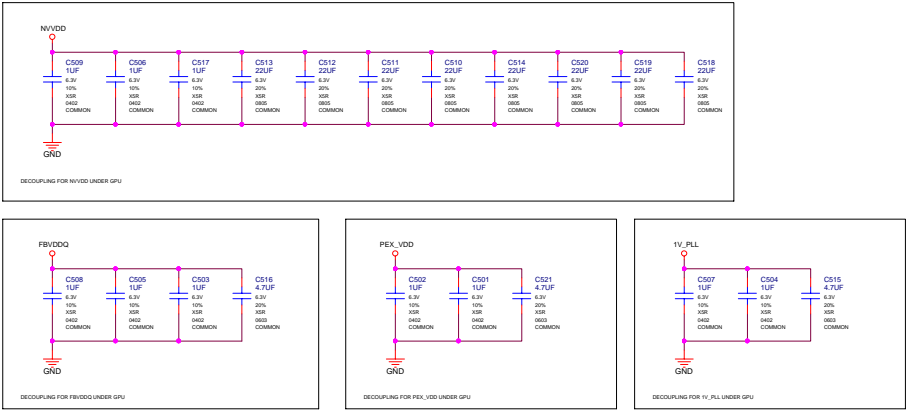 NVVDD
C509 C506 C517 C513 C512 C511 C510 C514 C520 C519 C518
1UF 1UF 1UF 22UF 22UF 22UF 22UF 22UF 22UF 22UF 22UF
6.3V 6.3V 6.3V 6.3V 6.3V 6.3V 6.3V 6.3V 6.3V 6.3V 6.3V
10% 10% 10% 20% 20% 20% 20% 20% 20% 20% 20%
X5R X5R X5R X5R X5R X5R X5R X5R X5R X5R X5R
0402 0402 0402 0805 0805 0805 0805 0805 0805 0805 0805
COMMON COMMON COMMON COMMON COMMON COMMON COMMON COMMON COMMON COMMON COMMON
GND
DECOUPLING FOR NVVDD UNDER GPU
FBVDDQ
C508 C505 C503 C516
1UF 1UF 1UF 4.7UF
6.3V 6.3V 6.3V 6.3V
10% 10% 10% 20%
X5R X5R X5R X5R
0402 0402 0402 0603
COMMON COMMON COMMON COMMON
GND
DECOUPLING FOR FBVDDQ UNDER GPU
PEX_VDD
C502 C501 C521
1UF 1UF 4.7UF
6.3V 6.3V 6.3V
10% 10% 20%
X5R X5R X5R
0402 0402 0603
COMMON COMMON COMMON
GND
DECOUPLING FOR PEX_VDD UNDER GPU
1V_PLL
C507 C504 C515
1UF 1UF 4.7UF
6.3V 6.3V 6.3V
10% 10% 20%
X5R X5R X5R
0402 0402 0603
COMMON COMMON COMMON
GND
DECOUPLING FOR 1V_PLL UNDER GPU